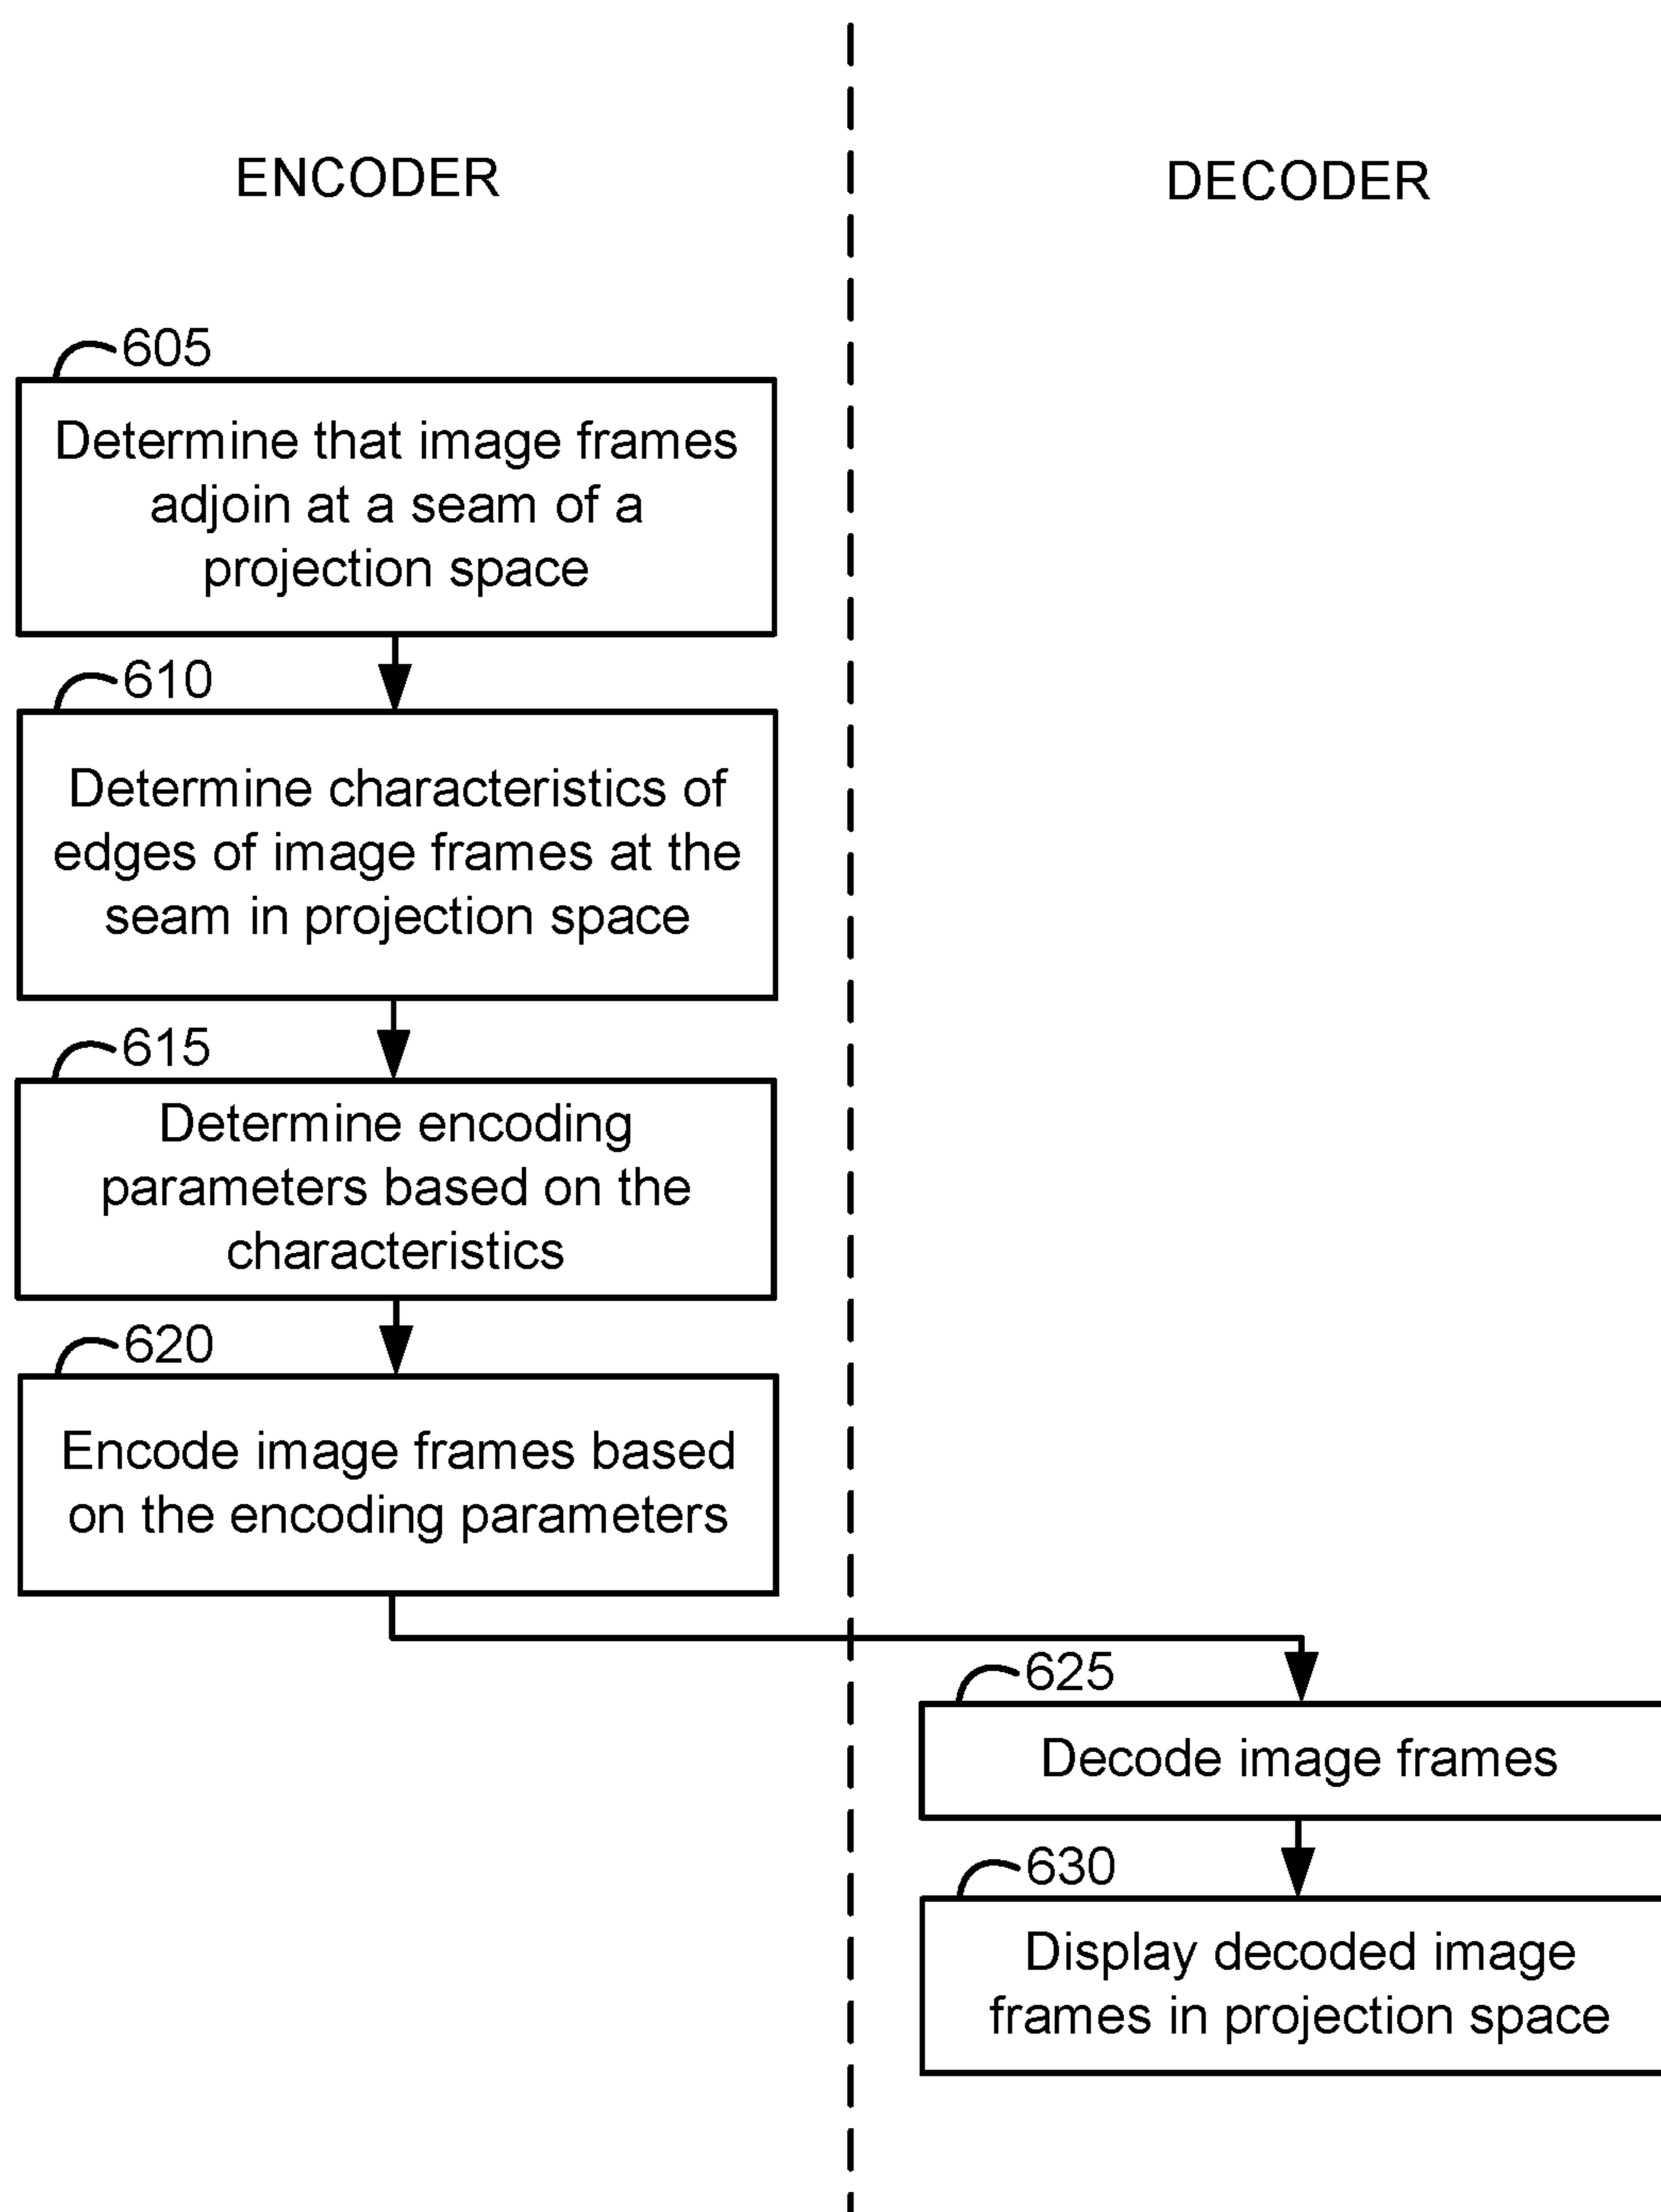 ENCODER
DECODER
605
Determine that image frames
adjoin at a seam of a
projection space
610
Determine characteristics of
edges of image frames at the
seam in projection space
615
Determine encoding
parameters based on the
characteristics
620
Encode image frames based
on the encoding parameters
625
Decode image frames
630
Display decoded image
frames in projection space